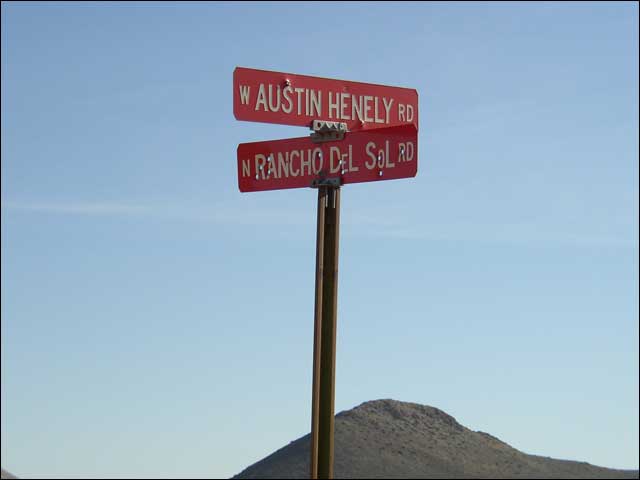 W AUSTIN HENELY RD
N RANCHO DEL SOL RD